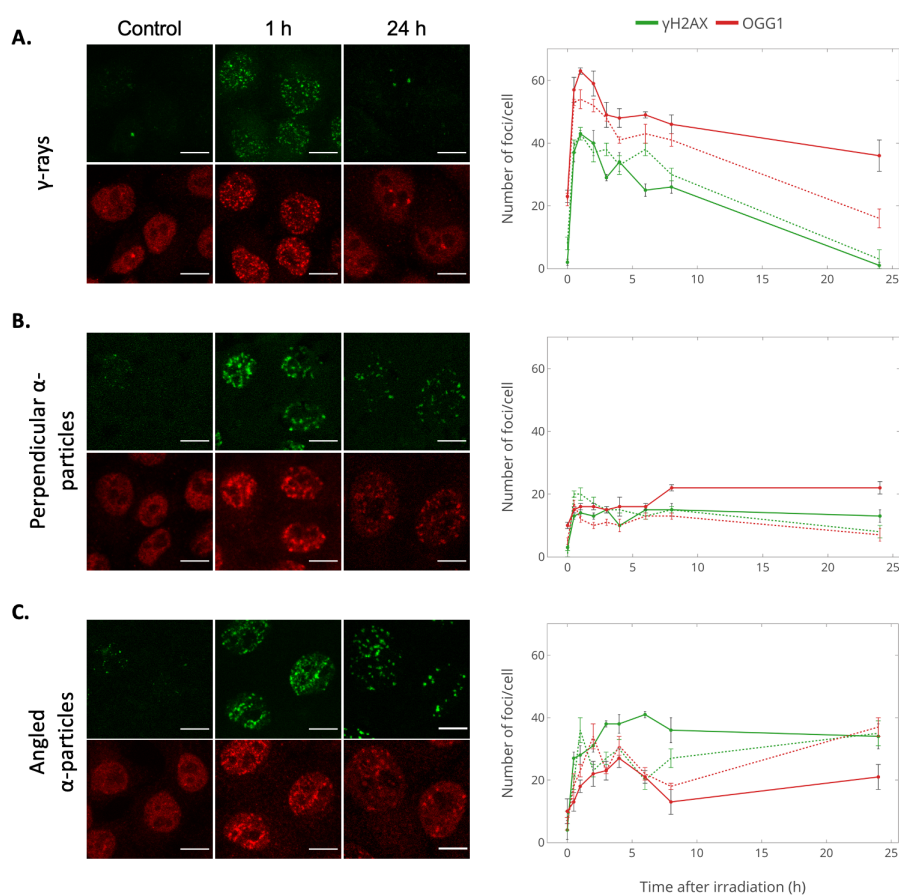 Control 1 h 24 h
γH2AX OGG1
A.
γ-rays
Number of foci/cell
60
40
20
0
0 5 10 15 20 25
B.
Perpendicular α-
particles
Number of foci/cell
60
40
20
0
0 5 10 15 20 25
C.
Angled
α-particles
Number of foci/cell
60
40
20
0
0 5 10 15 20 25
Time after irradiation (h)